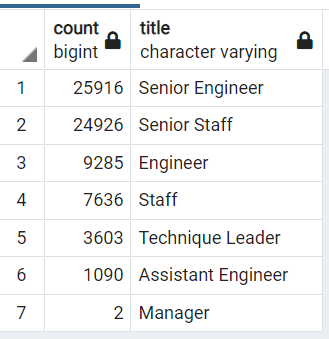 count title
bigint character varying
1 25916 Senior Engineer
2 24926 Senior Staff
3 9285 Engineer
4 7636 Staff
5 3603 Technique Leader
6 1090 Assistant Engineer
7 2 Manager